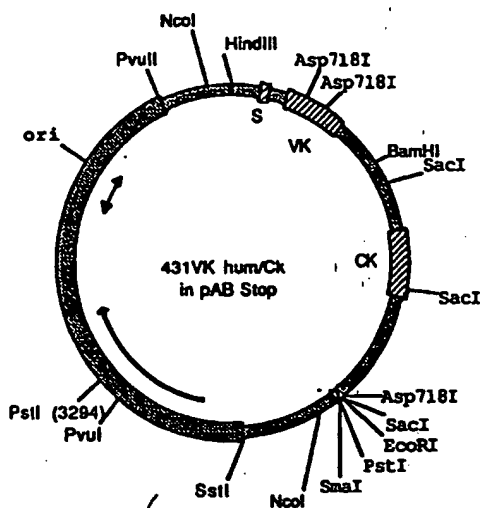 NcoI
HindIII
PvuII
Asp718I
Asp718I
S
VK
ori
BamHI
SacI
431VK hum/Ck
in pAB Stop
CK
SacI
PstI (3294)
PvuI
Asp718I
SacI
EcoRI
PstI
SmaI
NcoI
SstI